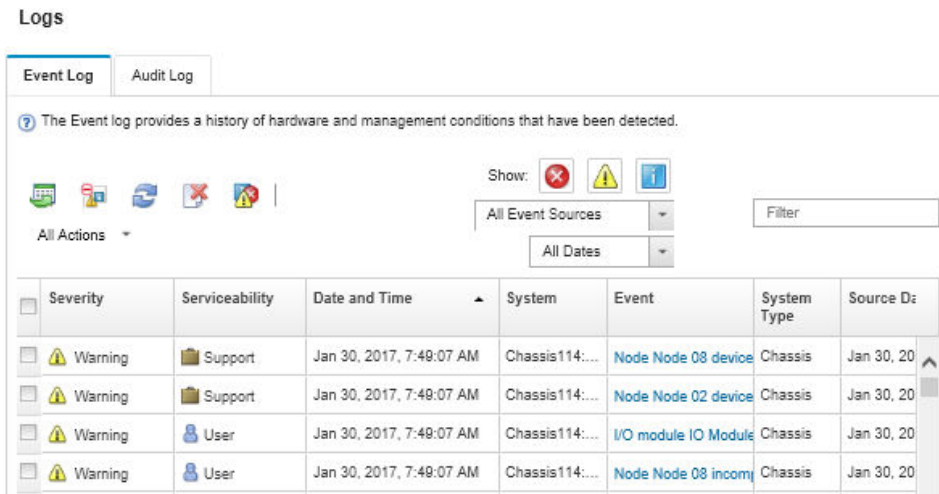 Logs
Event Log Audit Log
? The Event log provides a history of hardware and management conditions that have been detected.
Show:
All Event Sources Filter
All Actions
All Dates
Severity Serviceability Date and Time System Event System Type Source Da
Warning Support Jan 30, 2017, 7:49:07 AM Chassis114:... Node Node 08 device Chassis Jan 30, 20
Warning Support Jan 30, 2017, 7:49:07 AM Chassis114:... Node Node 02 device Chassis Jan 30, 20
Warning User Jan 30, 2017, 7:49:07 AM Chassis114:... I/O module IO Module Chassis Jan 30, 20
Warning User Jan 30, 2017, 7:49:07 AM Chassis114:... Node Node 08 incom Chassis Jan 30, 20